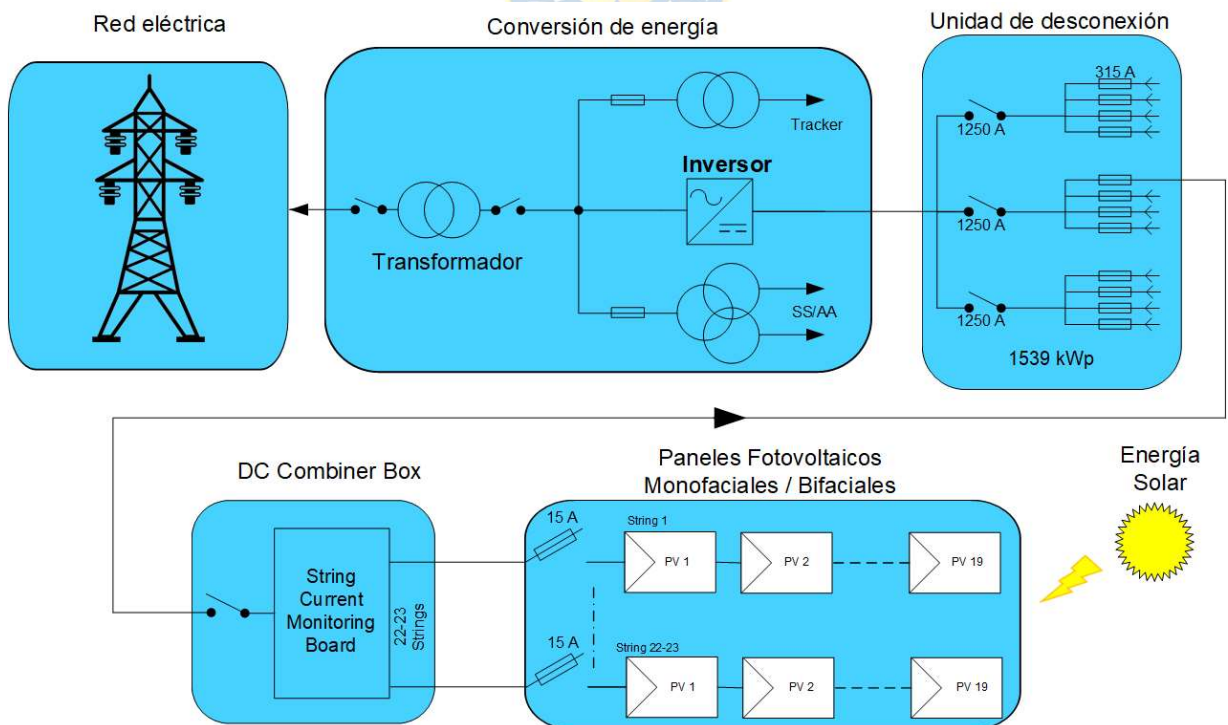 Red eléctrica
Conversión de energía
Unidad de desconexión
315 A
Tracker
1250 A
Inversor
Transformador
1250 A
SS/AA
1250 A
1539 kWp
DC Combiner Box
Paneles Fotovoltaicos
Monofaciales / Bifaciales
Energía
Solar
15 A
String 1
PV 1
PV 2
PV 19
String
Current
Monitoring
Board
22-23
Strings
15 A
String 22-23
PV 1
PV 2
PV 19